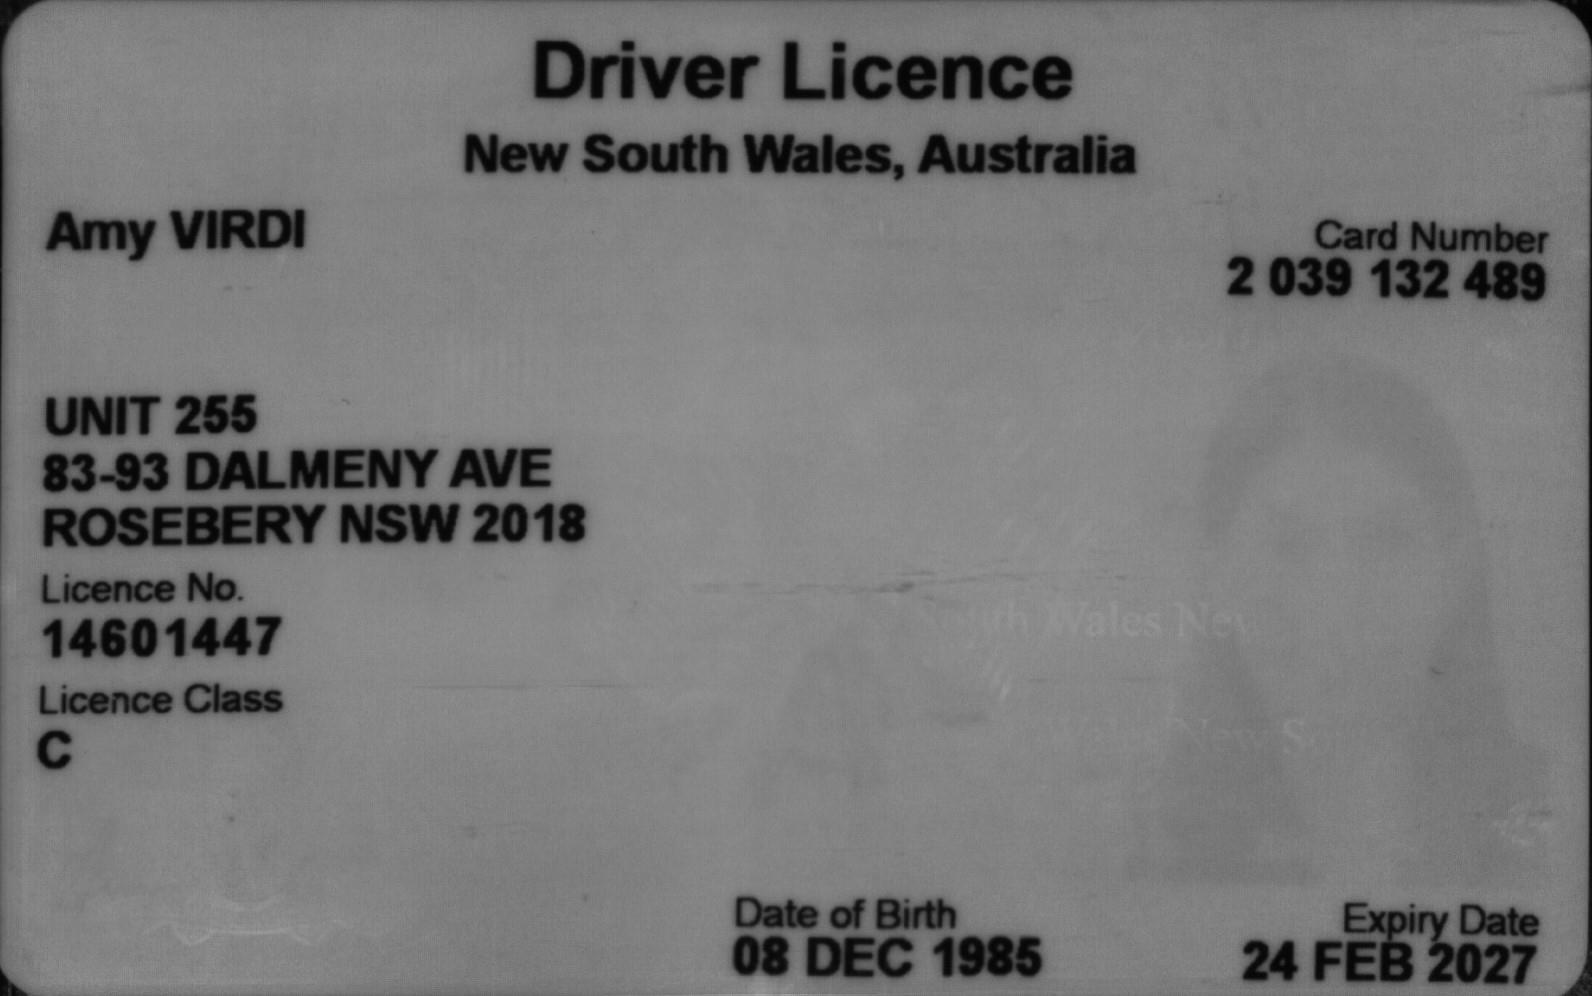 Driver Licence
New South Wales, Australia
Amy VIRDI
Card Number
2 039 132 489
UNIT 255
83-93 DALMENY AVE
ROSEBERY NSW 2018
Licence No.
14601447
Licence Class
C
South Wales New
Wales New
Date of Birth
08 DEC 1985
Expiry Date
24 FEB 2027